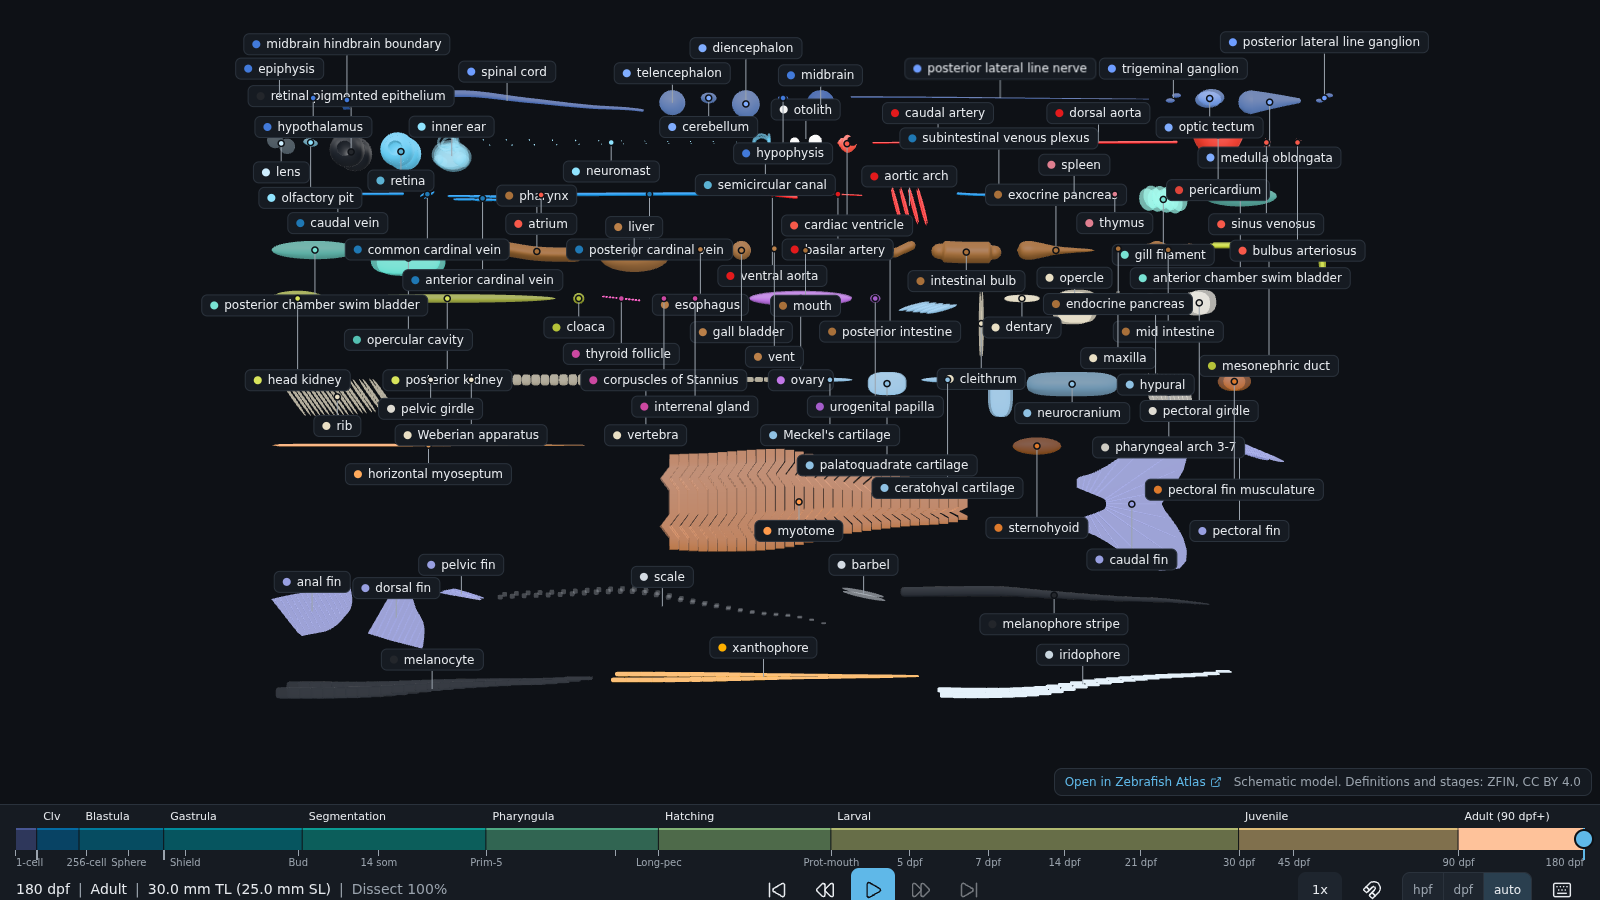 posterior lateral line ganglion
midbrain hindbrain boundary
diencephalon
epiphysis
spinal cord
telencephalon
midbrain
posterior lateral line nerve
trigeminal ganglion
retinal pigmented epithelium
otolith
caudal artery
dorsal aorta
hypothalamus
inner ear
cerebellum
subintestinal venous plexus
optic tectum
hypophysis
medulla oblongata
lens
neuromast
spleen
retina
semicircular canal
aortic arch
olfactory pit
pharynx
exocrine pancreas
pericardium
caudal vein
atrium
liver
cardiac ventricle
thymus
sinus venosus
common cardinal vein
posterior cardinal vein
basilar artery
gill filament
bulbus arteriosus
anterior cardinal vein
ventral aorta
intestinal bulb
opercle
anterior chamber swim bladder
posterior chamber swim bladder
esophagus
mouth
endocrine pancreas
cloaca
gall bladder
posterior intestine
dentary
mid intestine
opercular cavity
thyroid follicle
vent
maxilla
mesonephric duct
head kidney
posterior kidney
corpuscles of Stannius
ovary
cleithrum
hypural
pelvic girdle
interrenal gland
urogenital papilla
neurocranium
pectoral girdle
rib
Weberian apparatus
vertebra
Meckel's cartilage
pharyngeal arch 3-7
horizontal myoseptum
palatoquadrate cartilage
ceratohyal cartilage
pectoral fin musculature
myotome
sternohyoid
pectoral fin
caudal fin
pelvic fin
barbel
anal fin
dorsal fin
scale
melanophore stripe
xanthophore
melanocyte
iridophore
Open in Zebrafish Atlas Schematic model. Definitions and stages: ZFIN, CC BY 4.0
Clv Blastula Gastrula Segmentation Pharyngula Hatching Larval Juvenile Adult (90 dpf+)
1-cell 256-cell Sphere Shield Bud 14 som Prim-5 Long-pec Prot-mouth 5 dpf 7 dpf 14 dpf 21 dpf 30 dpf 45 dpf 90 dpf 180 dpf
180 dpf | Adult | 30.0 mm TL (25.0 mm SL) | Dissect 100% 1x hpf dpf auto